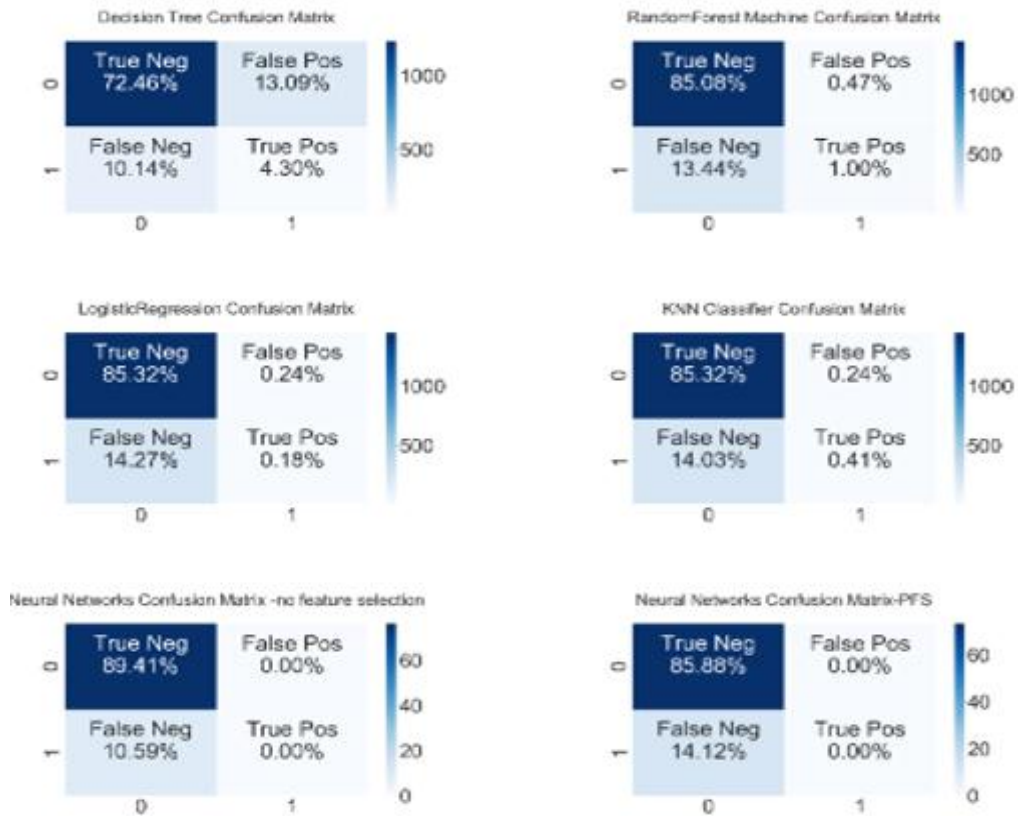 Decision Tree Confusion Matrix
0
True Neg
72.46%
False Pos
13.09%
1
False Neg
10.14%
True Pos
4.30%
0
1
1000
500
RandomForest Machine Confusion Matrix
0
True Neg
85.08%
False Pos
0.47%
1
False Neg
13.44%
True Pos
1.00%
0
1
1000
500
LogisticRegression Confusion Matrix
0
True Neg
85.32%
False Pos
0.24%
1
False Neg
14.27%
True Pos
0.18%
0
1
1000
500
KNN Classifier Confusion Matrix
0
True Neg
85.32%
False Pos
0.24%
1
False Neg
14.03%
True Pos
0.41%
0
1
1000
500
Neural Networks Confusion Matrix -no feature selection
0
True Neg
89.41%
False Pos
0.00%
1
False Neg
10.59%
True Pos
0.00%
0
1
60
40
20
0
Neural Networks Confusion Matrix-PFS
0
True Neg
85.88%
False Pos
0.00%
1
False Neg
14.12%
True Pos
0.00%
0
1
60
40
20
0